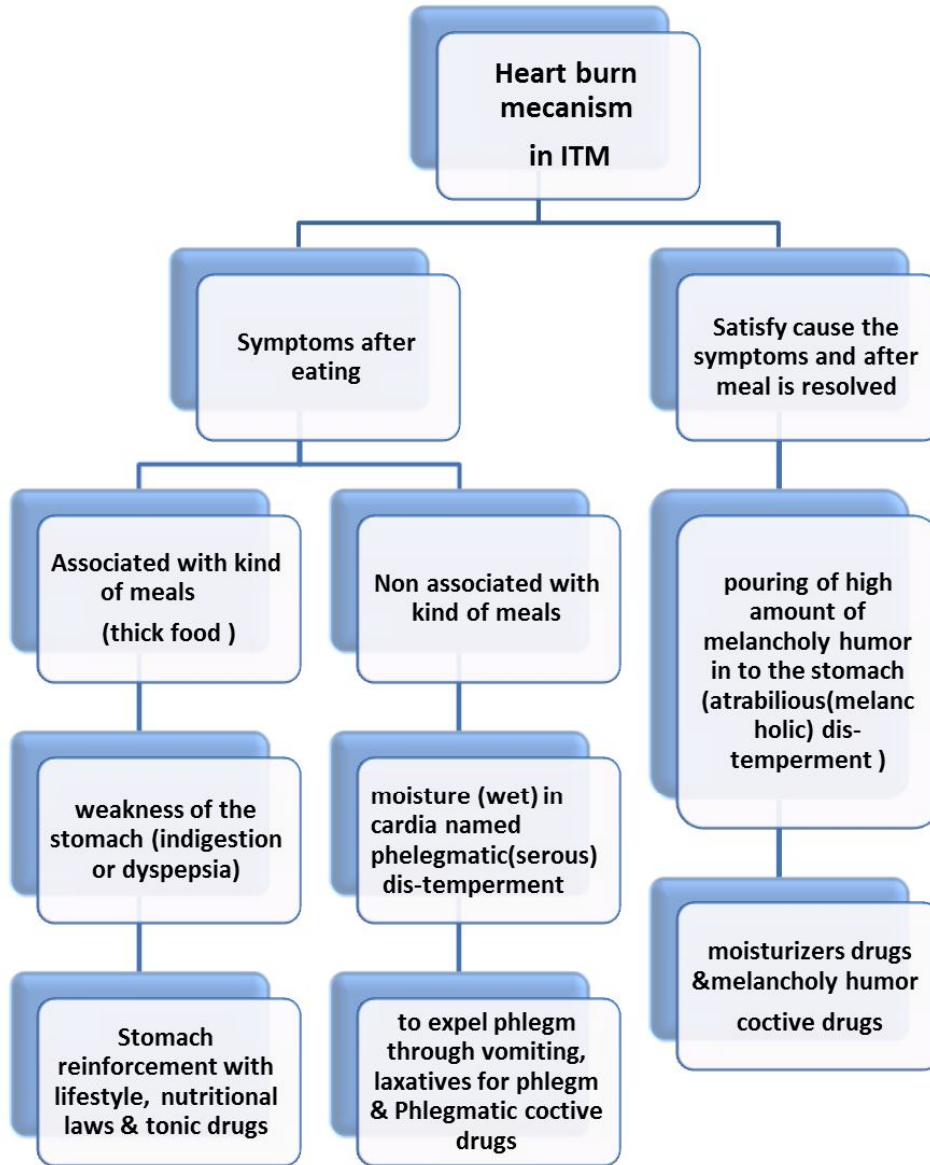 Heart burn
mecanism
in ITM
Symptoms after
eating
Satisfy cause the
symptoms and after
meal is resolved
Associated with kind
of meals
(thick food )
Non associated with
kind of meals
pouring of high
amount of
melancholy humor
in to the stomach
(atrabilious(melanc
holic) dis-
temperment )
weakness of the
stomach (indigestion
or dyspepsia)
moisture (wet) in
cardia named
phelegmatic(serous)
dis-temperment
moisturizers drugs
&melancholy humor
coctive drugs
Stomach
reinforcement with
lifestyle, nutritional
laws & tonic drugs
to expel phlegm
through vomiting,
laxatives for phlegm
& Phlegmatic coctive
drugs